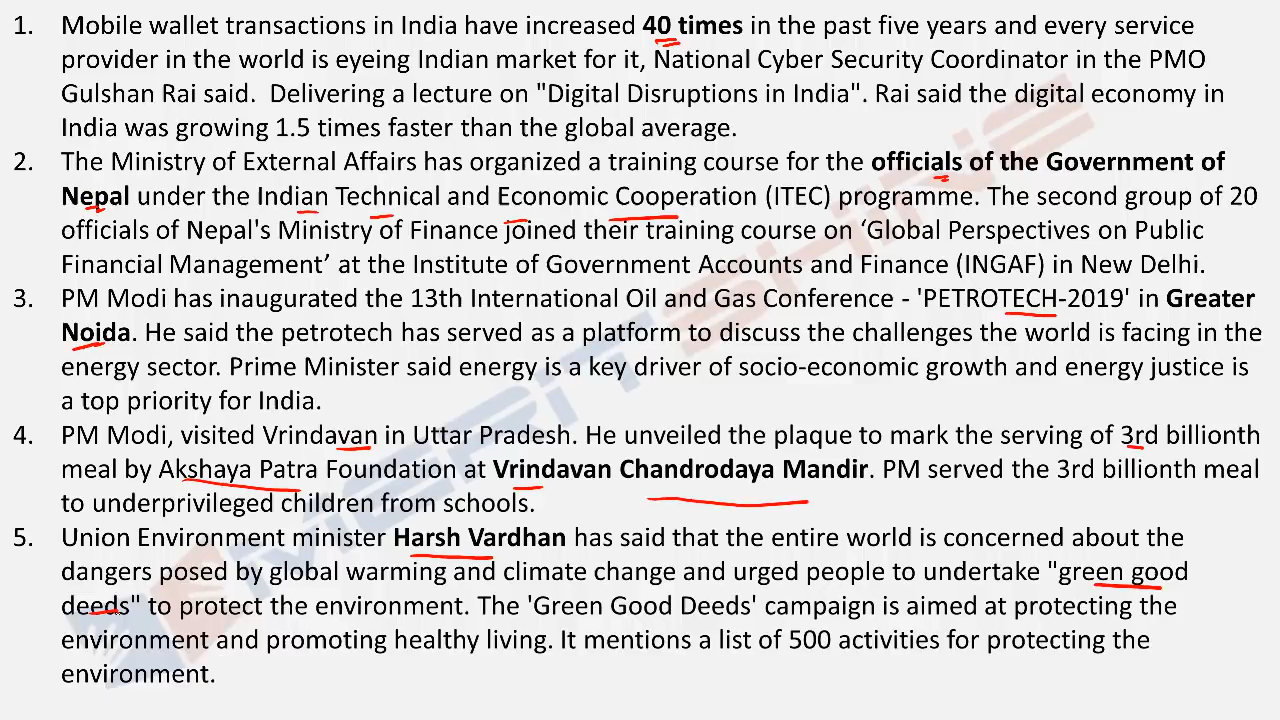 1. Mobile wallet transactions in India have increased 40 times in the past five years and every service
provider in the world is eyeing Indian market for it, National Cyber Security Coordinator in the PMO
Gulshan Rai said.  Delivering a lecture on "Digital Disruptions in India". Rai said the digital economy in
India was growing 1.5 times faster than the global average.
2. The Ministry of External Affairs has organized a training course for the officials of the Government of
Nepal under the Indian Technical and Economic Cooperation (ITEC) programme. The second group of 20
officials of Nepal's Ministry of Finance joined their training course on ‘Global Perspectives on Public
Financial Management’ at the Institute of Government Accounts and Finance (INGAF) in New Delhi.
3. PM Modi has inaugurated the 13th International Oil and Gas Conference - 'PETROTECH-2019' in Greater
Noida. He said the petrotech has served as a platform to discuss the challenges the world is facing in the
energy sector. Prime Minister said energy is a key driver of socio-economic growth and energy justice is
a top priority for India.
4. PM Modi, visited Vrindavan in Uttar Pradesh. He unveiled the plaque to mark the serving of 3rd billionth
meal by Akshaya Patra Foundation at Vrindavan Chandrodaya Mandir. PM served the 3rd billionth meal
to underprivileged children from schools.
5. Union Environment minister Harsh Vardhan has said that the entire world is concerned about the
dangers posed by global warming and climate change and urged people to undertake "green good
deeds" to protect the environment. The 'Green Good Deeds' campaign is aimed at protecting the
environment and promoting healthy living. It mentions a list of 500 activities for protecting the
environment.
MERITSHINE